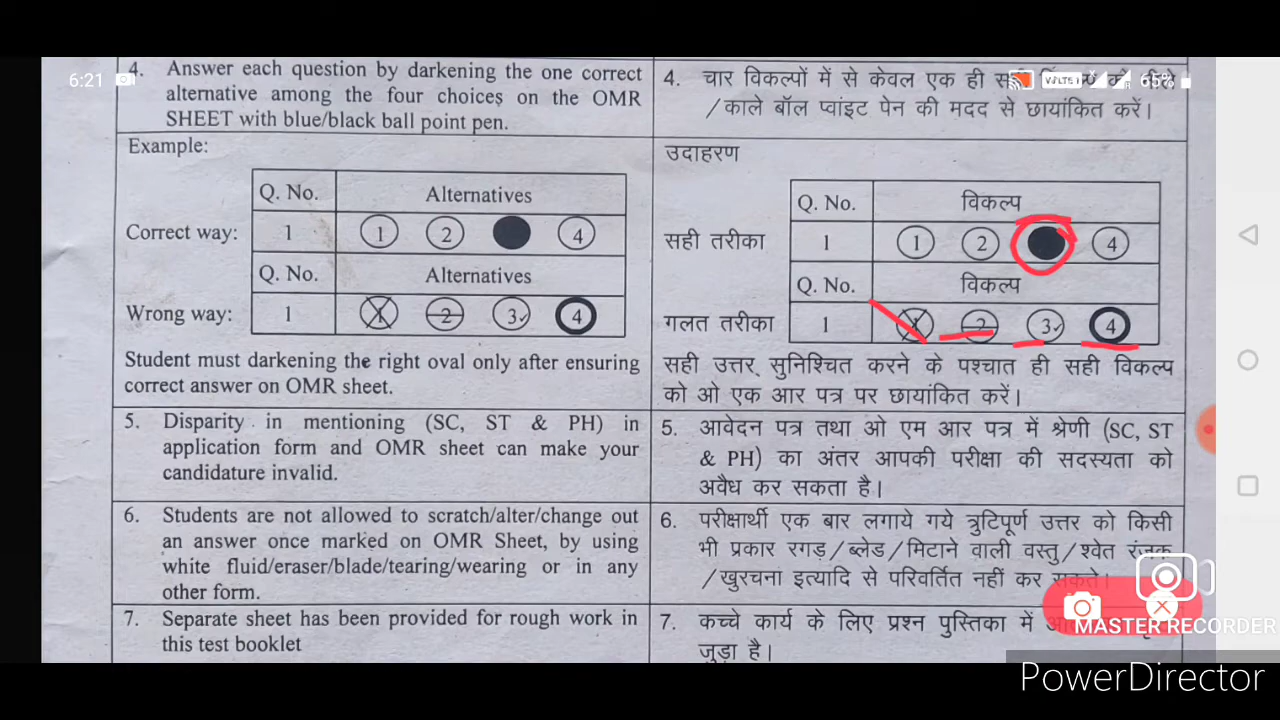 6:21
VoLTE 1
65%
4. Answer each question by darkening the one correct
alternative among the four choices on the OMR
SHEET with blue/black ball point pen.
Example:
Q. No. Alternatives
Correct way: 1 1 2 4
Q. No. Alternatives
Wrong way: 1 1 2 3 4
Student must darkening the right oval only after ensuring
correct answer on OMR sheet.
5. Disparity in mentioning (SC, ST & PH) in
application form and OMR sheet can make your
candidature invalid.
6. Students are not allowed to scratch/alter/change out
an answer once marked on OMR Sheet, by using
white fluid/eraser/blade/tearing/wearing or in any
other form.
7. Separate sheet has been provided for rough work in
this test booklet
4. चार विकल्पों में से केवल एक ही
/काले बॉल प्वांइट पेन की मदद से छायांकित करें।
उदाहरण
Q. No. विकल्प
सही तरीका 1 1 2 4
Q. No. विकल्प
गलत तरीका 1 1 2 3 4
सही उत्तर सुनिश्चित करने के पश्चात ही सही विकल्प
को ओ एक आर पत्र पर छायांकित करें।
5. आवेदन पत्र तथा ओ एम आर पत्र में श्रेणी (SC, ST
& PH) का अंतर आपकी परीक्षा की सदस्यता को
अवैध कर सकता है।
6. परीक्षार्थी एक बार लगाये गये त्रुटिपूर्ण उत्तर को किसी
भी प्रकार रगड़/ब्लेड/मिटाने वाली वस्तु/श्वेत रंजक
/खुरचना इत्यादि से परिवर्तित नहीं कर सकते।
7. कच्चे कार्य के लिए प्रश्न पुस्तिका में
जुड़ा है।
MASTER RECORDER
PowerDirector